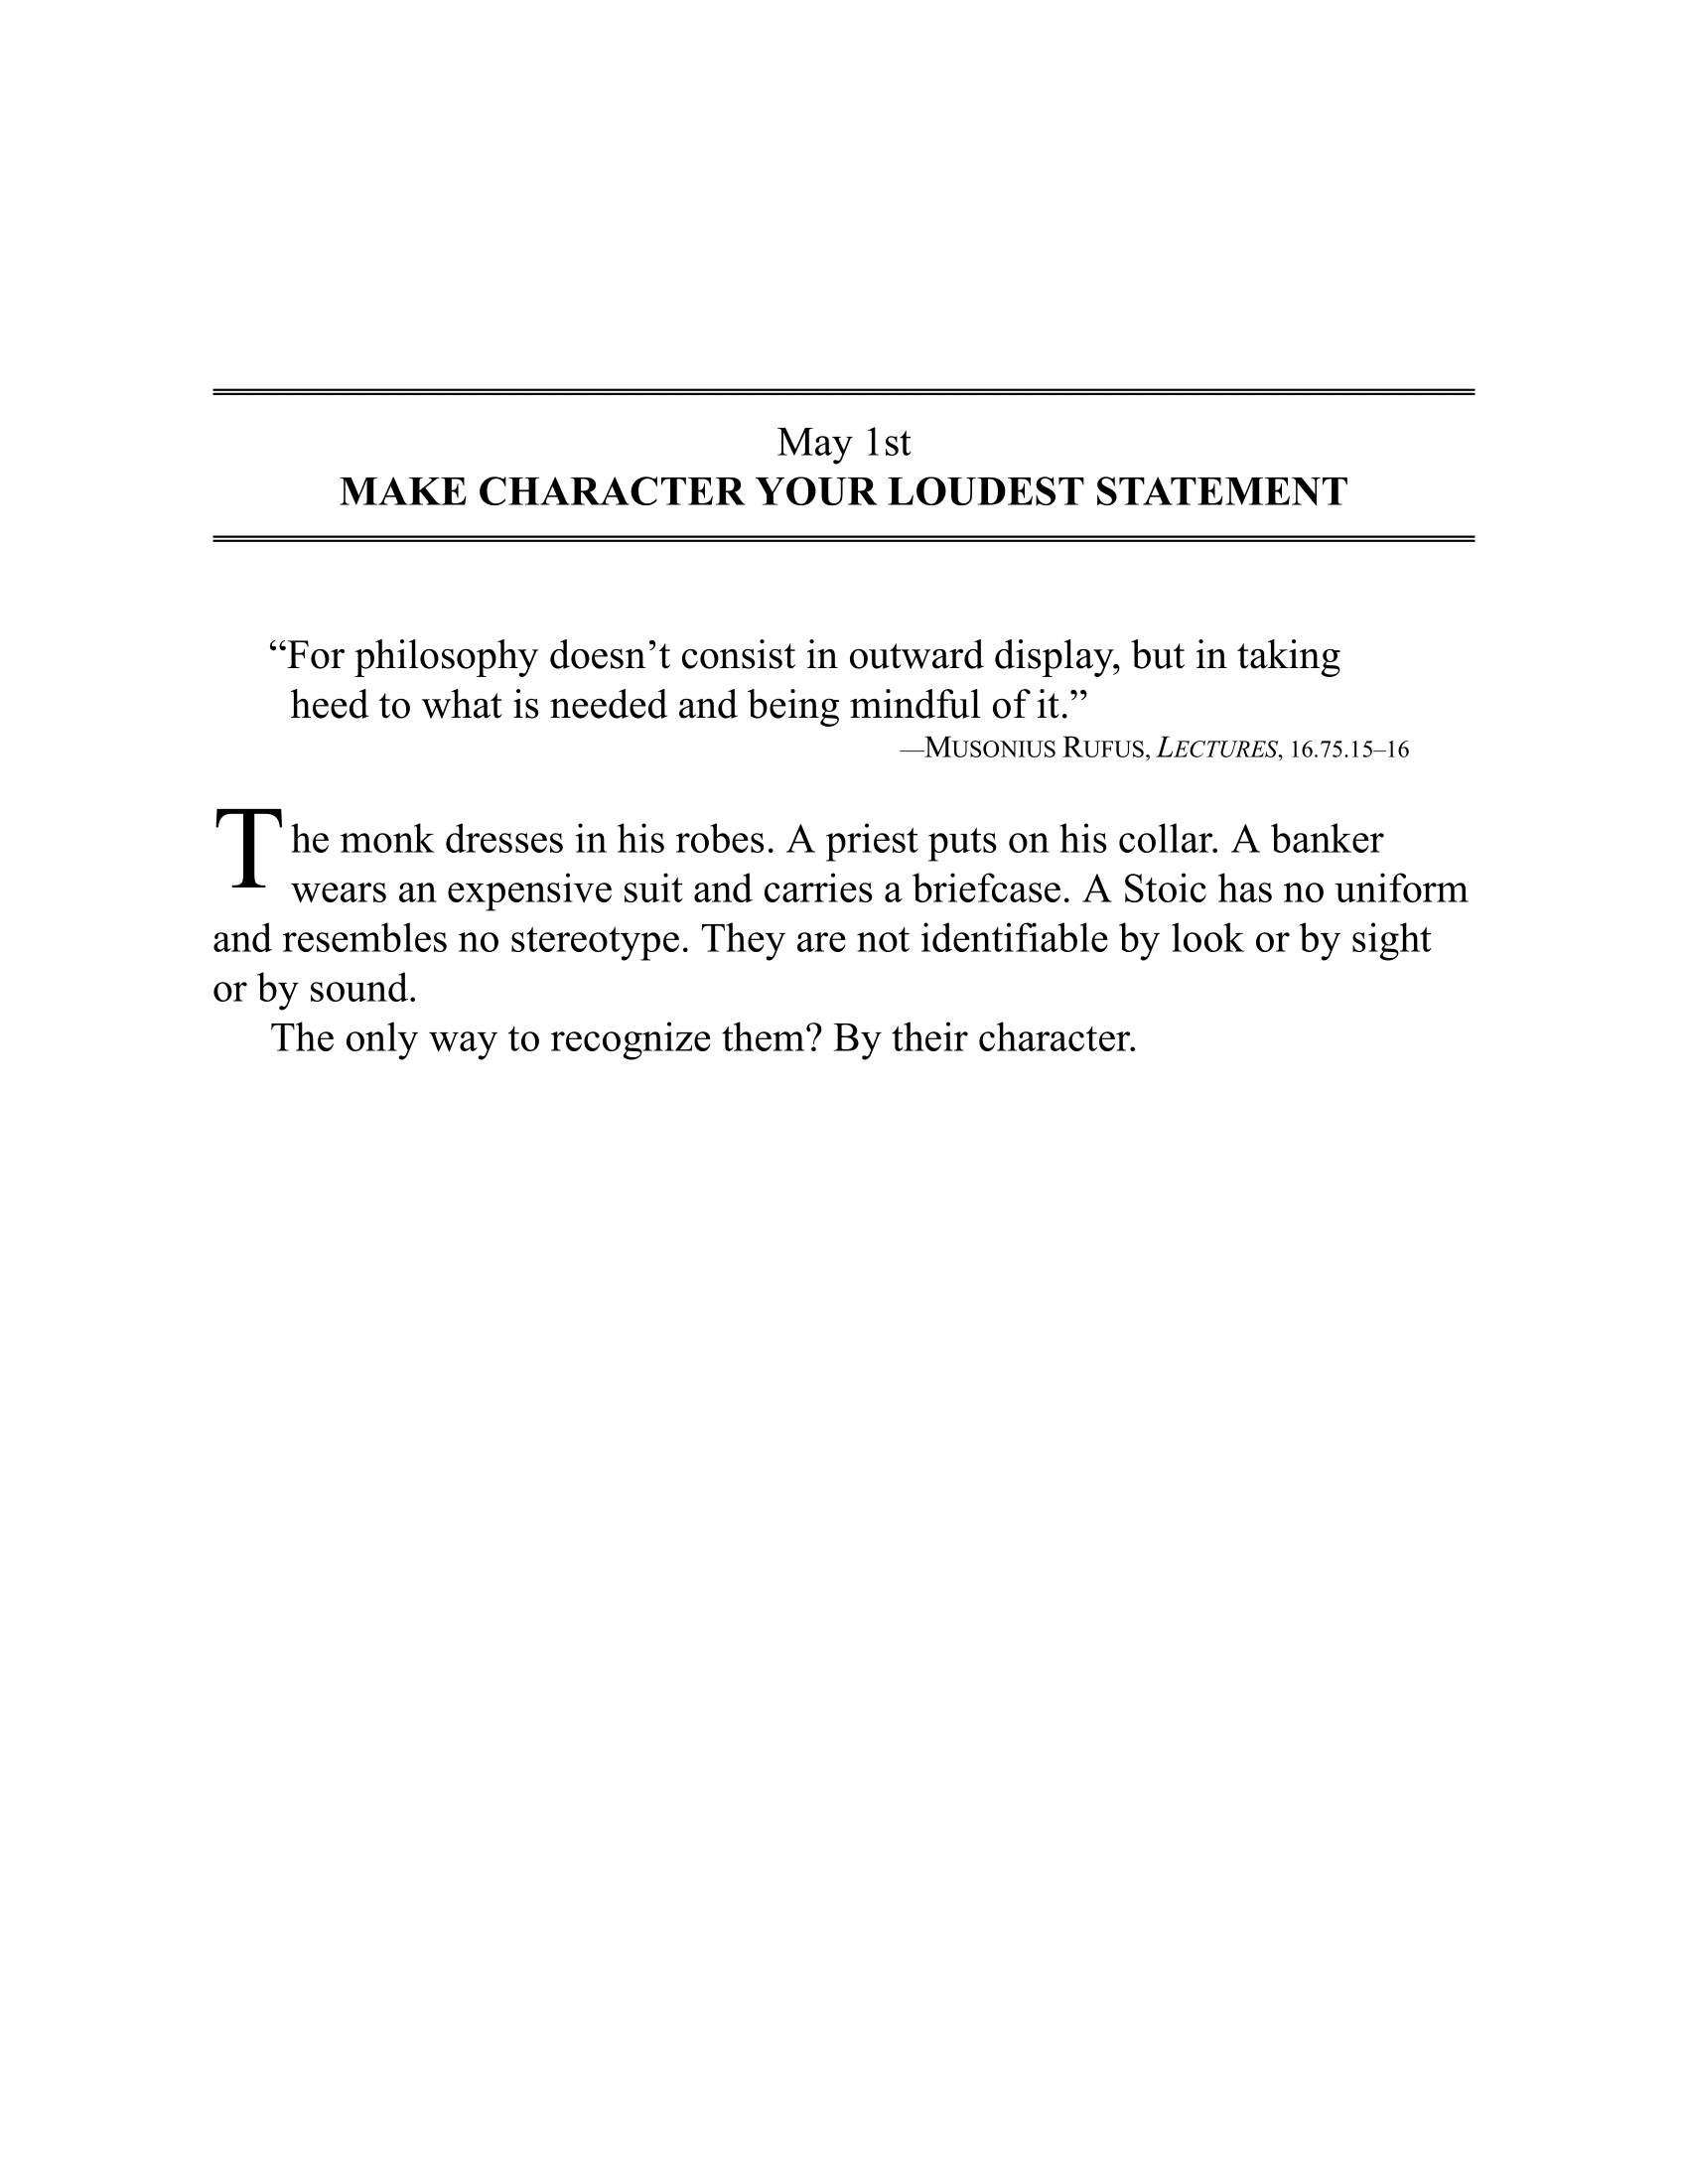 May 1st
MAKE CHARACTER YOUR LOUDEST STATEMENT
“For philosophy doesn’t consist in outward display, but in taking
heed to what is needed and being mindful of it.”
—MUSONIUS RUFUS, LECTURES, 16.75.15–16
The monk dresses in his robes. A priest puts on his collar. A banker
wears an expensive suit and carries a briefcase. A Stoic has no uniform
and resembles no stereotype. They are not identifiable by look or by sight
or by sound.
The only way to recognize them? By their character.